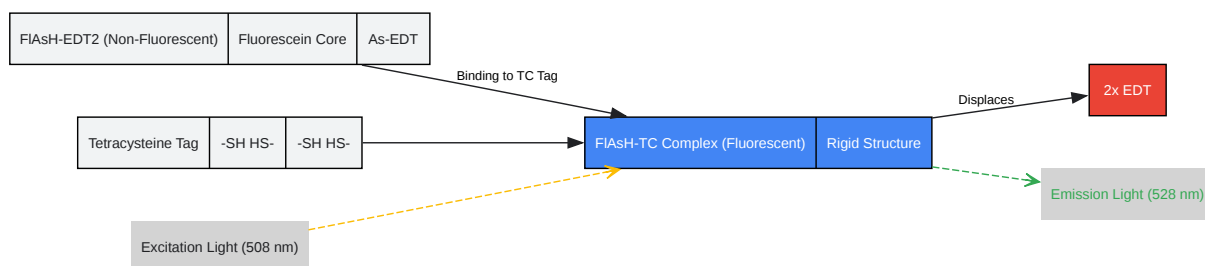 FlAsH-EDT2 (Non-Fluorescent)
Fluorescein Core
As-EDT
Binding to TC Tag
2x EDT
Displaces
Tetracysteine Tag
-SH HS-
-SH HS-
FlAsH-TC Complex (Fluorescent)
Rigid Structure
Emission Light (528 nm)
Excitation Light (508 nm)